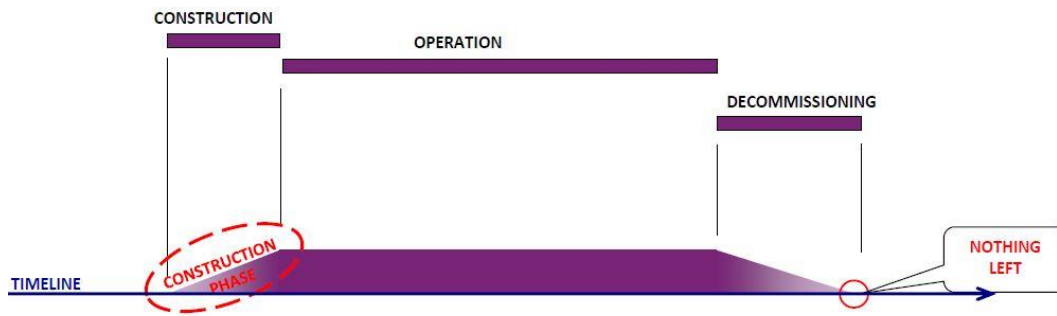 CONSTRUCTION
OPERATION
DECOMMISSIONING
CONSTRUCTION
PHASE
NOTHING
LEFT
TIMELINE